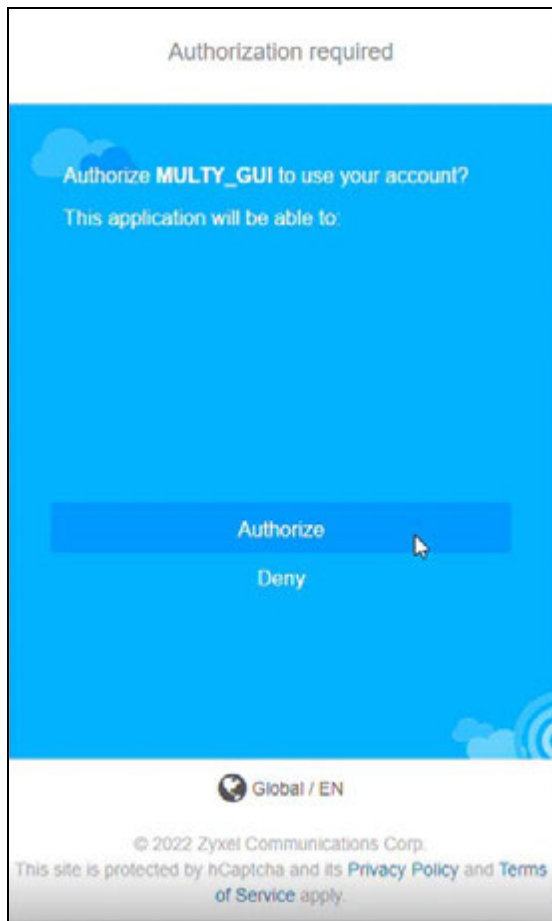 Authorization required
Authorize MULTY_GUI to use your account?
This application will be able to:
Authorize
Deny
Global / EN
© 2022 Zyxel Communications Corp.
This site is protected by hCaptcha and its Privacy Policy and Terms
of Service apply.